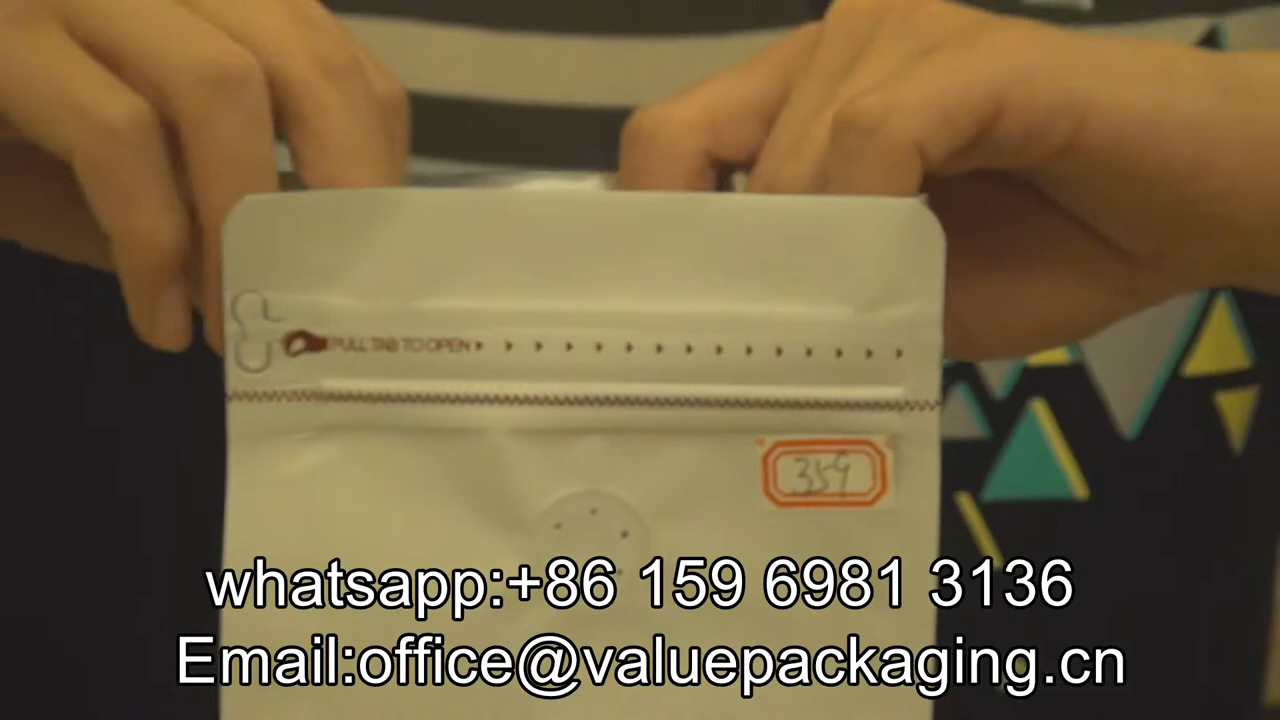 PULL TAB TO OPEN
359
whatsapp:+86 159 6981 3136
Email:office@valuepackaging.cn